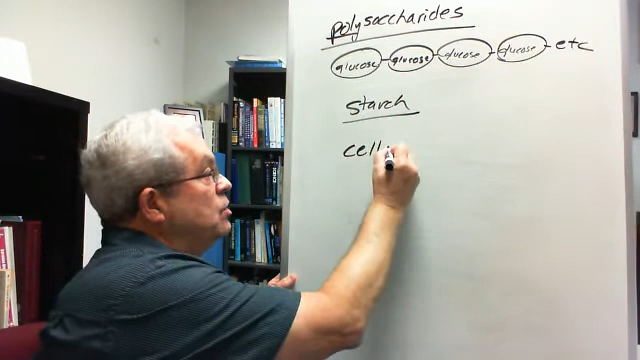 polysaccharides
glucose glucose glucose glucose etc
starch
cell